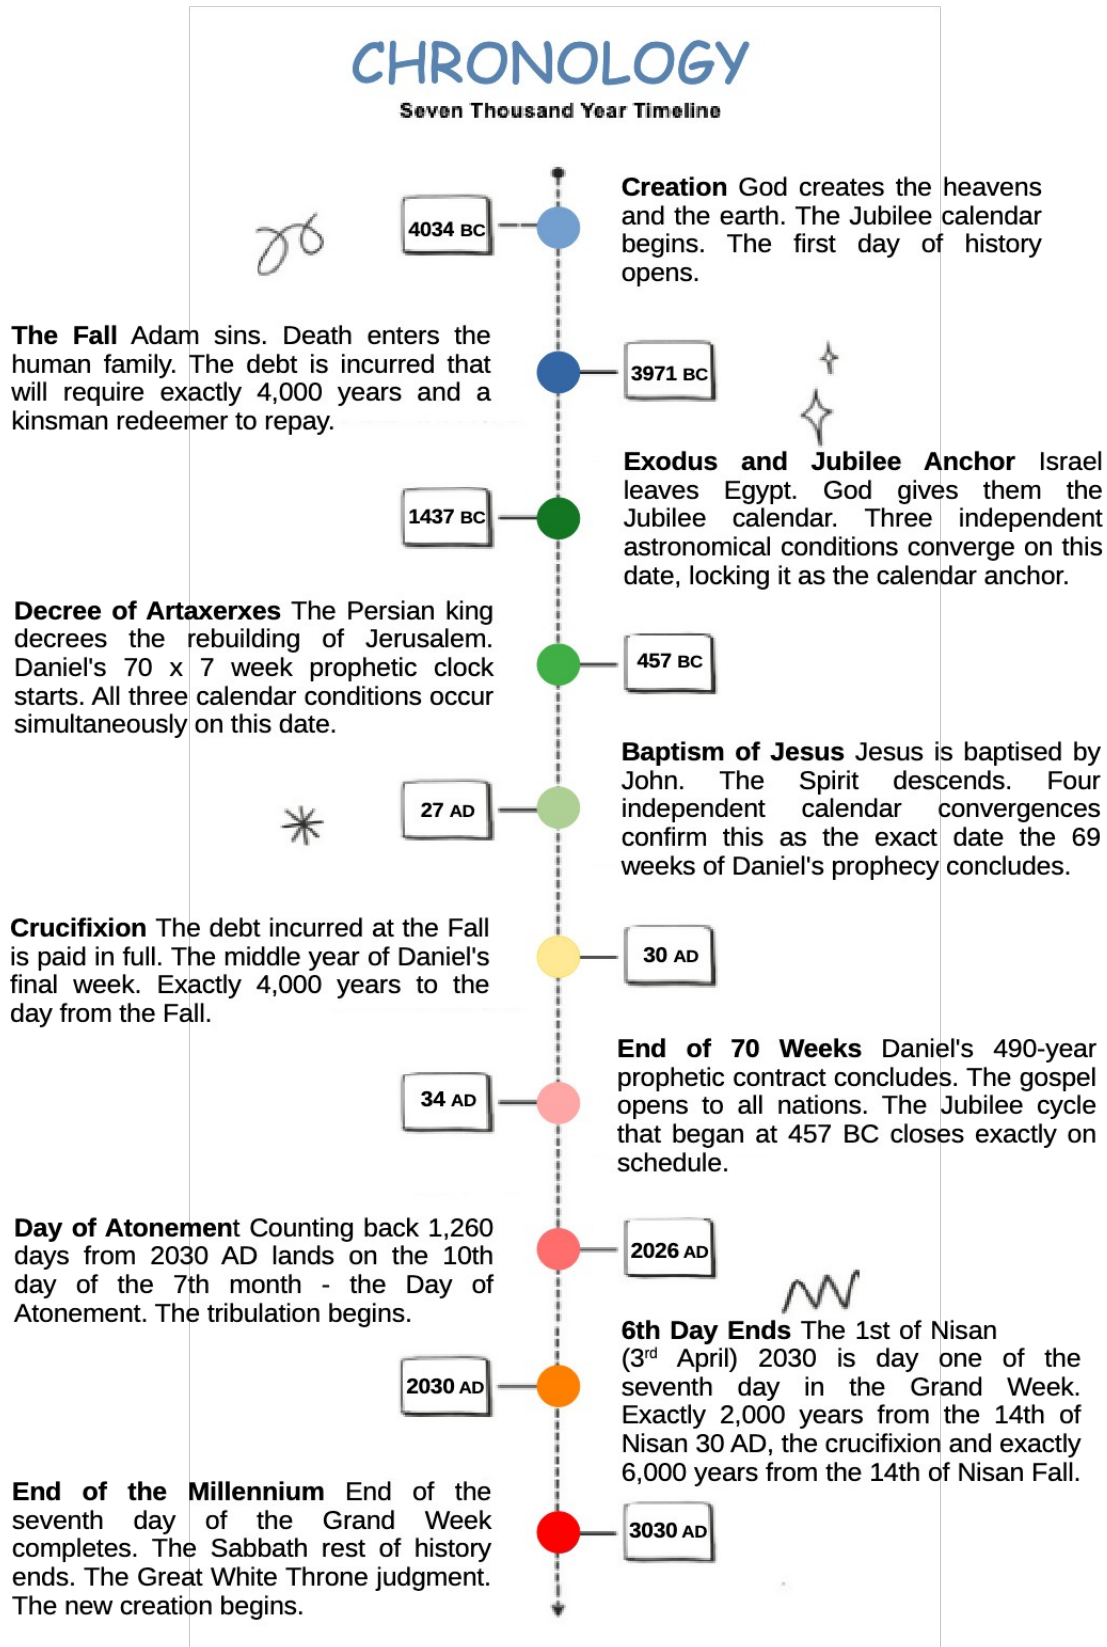 CHRONOLOGY
Seven Thousand Year Timeline
4034 BC
Creation God creates the heavens
and the earth. The Jubilee calendar
begins. The first day of history
opens.
The Fall Adam sins. Death enters the
human family. The debt is incurred that
will require exactly 4,000 years and a
kinsman redeemer to repay.
3971 BC
Exodus and Jubilee Anchor Israel
leaves Egypt. God gives them the
Jubilee calendar. Three independent
astronomical conditions converge on this
date, locking it as the calendar anchor.
1437 BC
Decree of Artaxerxes The Persian king
decrees the rebuilding of Jerusalem.
Daniel's 70 x 7 week prophetic clock
starts. All three calendar conditions occur
simultaneously on this date.
457 BC
Baptism of Jesus Jesus is baptised by
John. The Spirit descends. Four
independent calendar convergences
confirm this as the exact date the 69
weeks of Daniel's prophecy concludes.
27 AD
Crucifixion The debt incurred at the Fall
is paid in full. The middle year of Daniel's
final week. Exactly 4,000 years to the
day from the Fall.
30 AD
End of 70 Weeks Daniel's 490-year
prophetic contract concludes. The gospel
opens to all nations. The Jubilee cycle
that began at 457 BC closes exactly on
schedule.
34 AD
Day of Atonement Counting back 1,260
days from 2030 AD lands on the 10th
day of the 7th month - the Day of
Atonement. The tribulation begins.
2026 AD
6th Day Ends The 1st of Nisan
(3rd April) 2030 is day one of the
seventh day in the Grand Week.
Exactly 2,000 years from the 14th of
Nisan 30 AD, the crucifixion and exactly
6,000 years from the 14th of Nisan Fall.
2030 AD
End of the Millennium End of the
seventh day of the Grand Week
completes. The Sabbath rest of history
ends. The Great White Throne judgment.
The new creation begins.
3030 AD